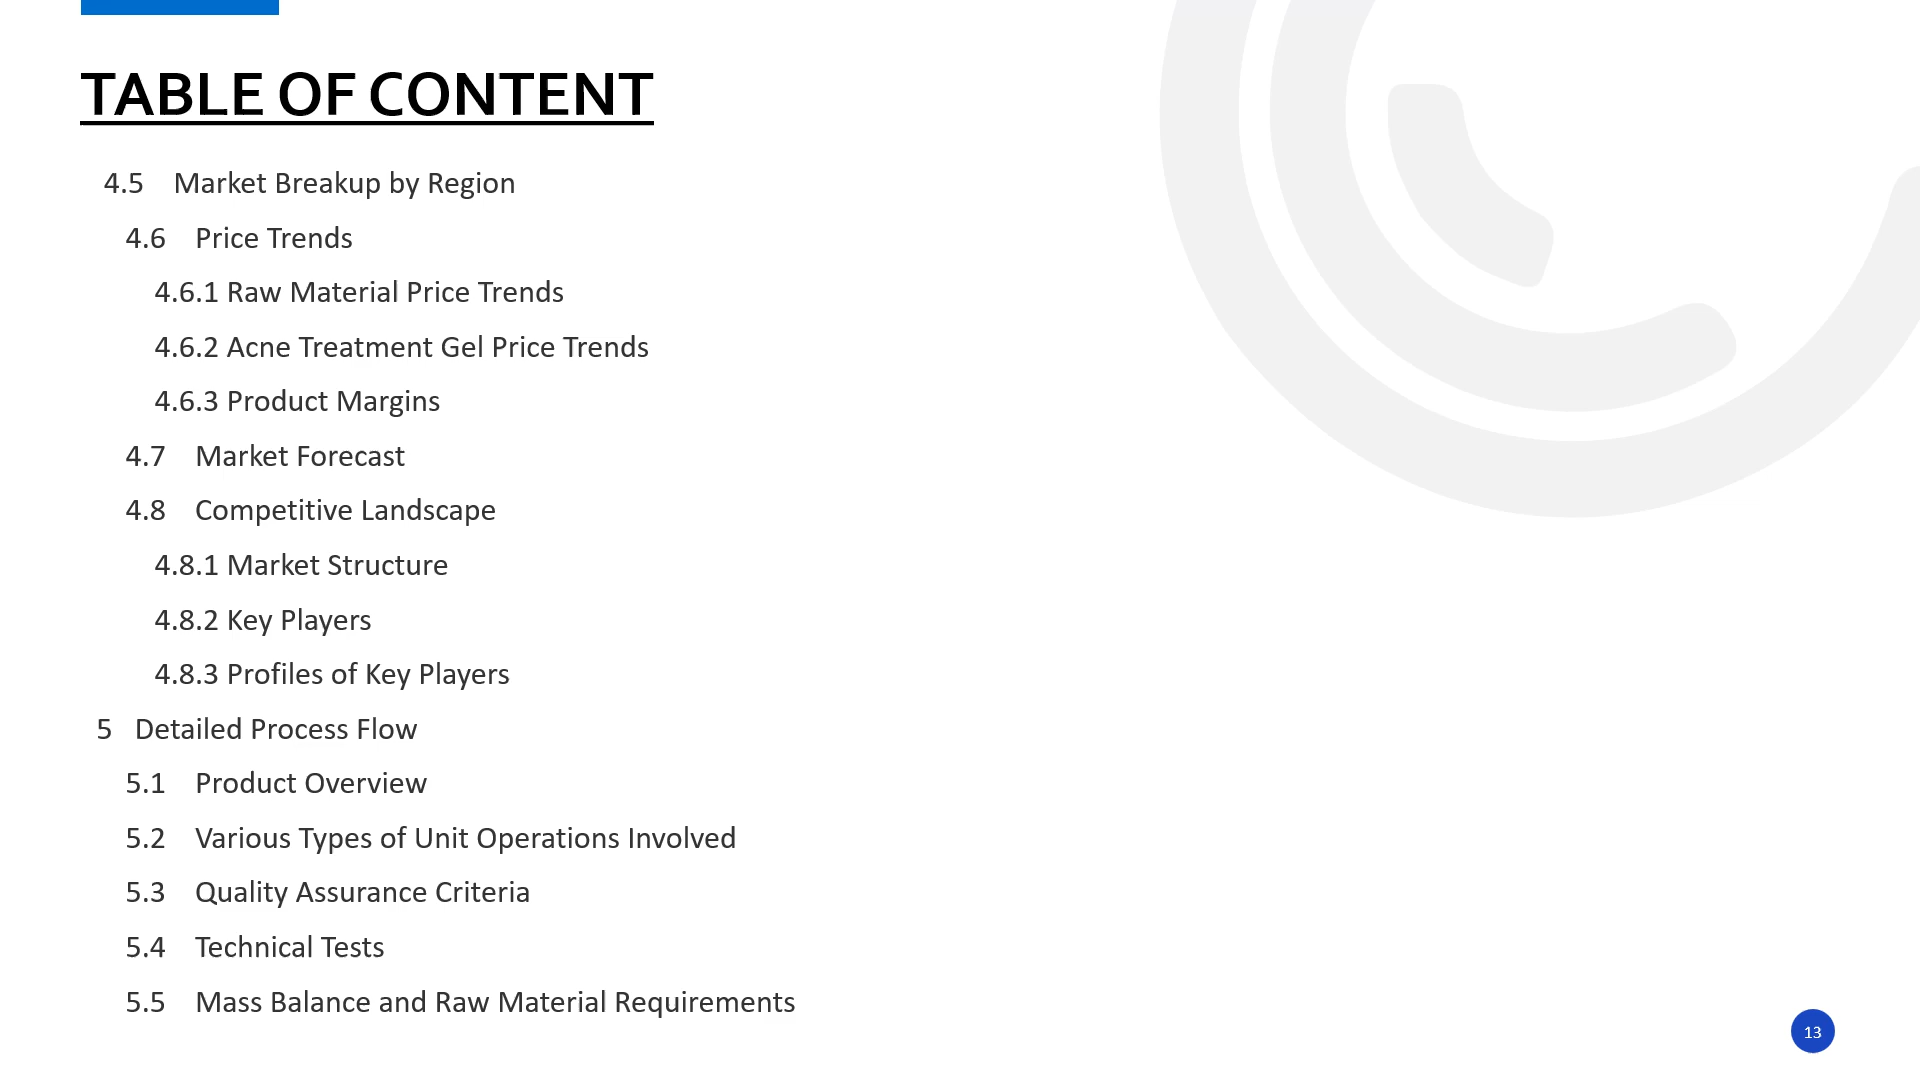 TABLE OF CONTENT
4.5 Market Breakup by Region
4.6 Price Trends
4.6.1 Raw Material Price Trends
4.6.2 Acne Treatment Gel Price Trends
4.6.3 Product Margins
4.7 Market Forecast
4.8 Competitive Landscape
4.8.1 Market Structure
4.8.2 Key Players
4.8.3 Profiles of Key Players
5 Detailed Process Flow
5.1 Product Overview
5.2 Various Types of Unit Operations Involved
5.3 Quality Assurance Criteria
5.4 Technical Tests
5.5 Mass Balance and Raw Material Requirements
13